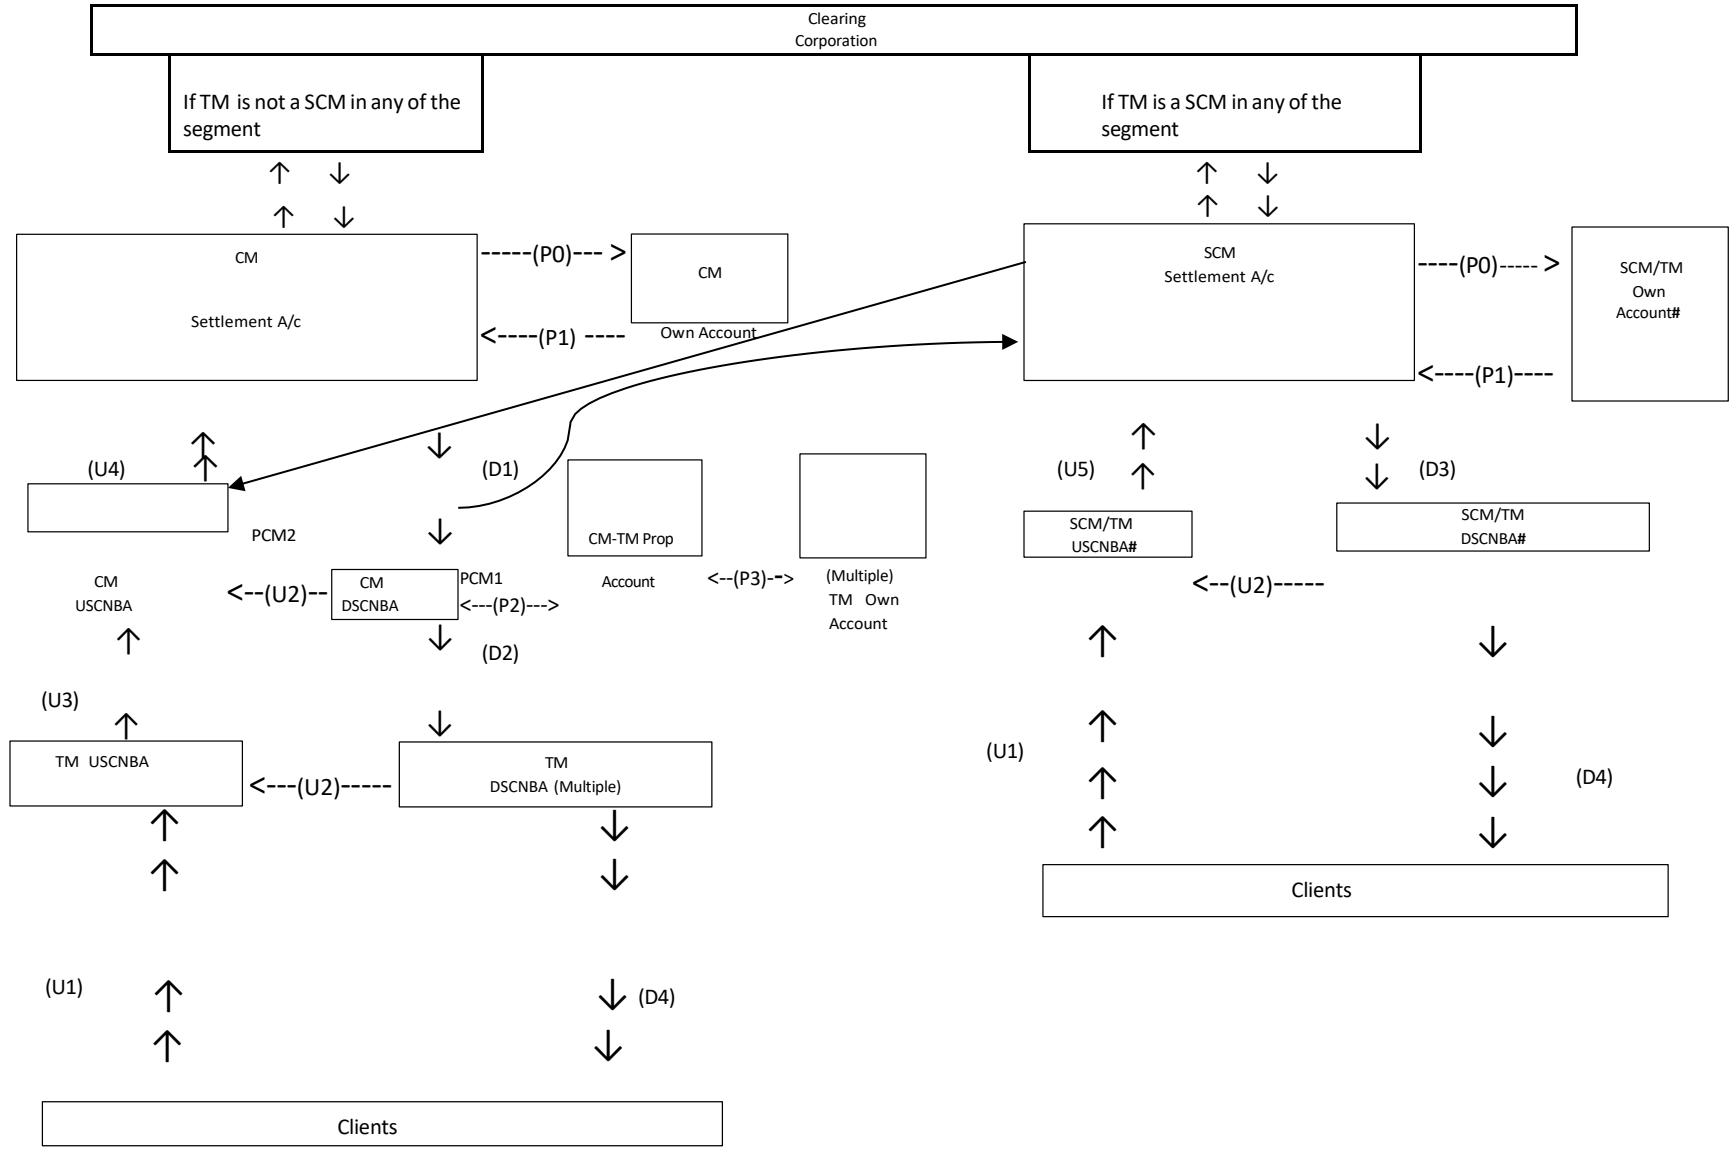 Clearing
Corporation
If TM is not a SCM in any of the
segment
If TM is a SCM in any of the
segment
CM
Settlement A/c
-----(P0)--- >
<----(P1) ----
CM
Own Account
SCM
Settlement A/c
----(P0)----- >
<----(P1)----
SCM/TM
Own
Account#
(U4)
(D1)
PCM2
CM
USCNBA
<--(U2)--
CM
DSCNBA
PCM1
<---(P2)--->
CM-TM Prop
Account
<--(P3)-->
(Multiple)
TM Own
Account
(D2)
(U3)
TM USCNBA
<---(U2)-----
TM
DSCNBA (Multiple)
(U1)
(D4)
Clients
(U5)
(D3)
SCM/TM
USCNBA#
SCM/TM
DSCNBA#
<--(U2)-----
(U1)
(D4)
Clients